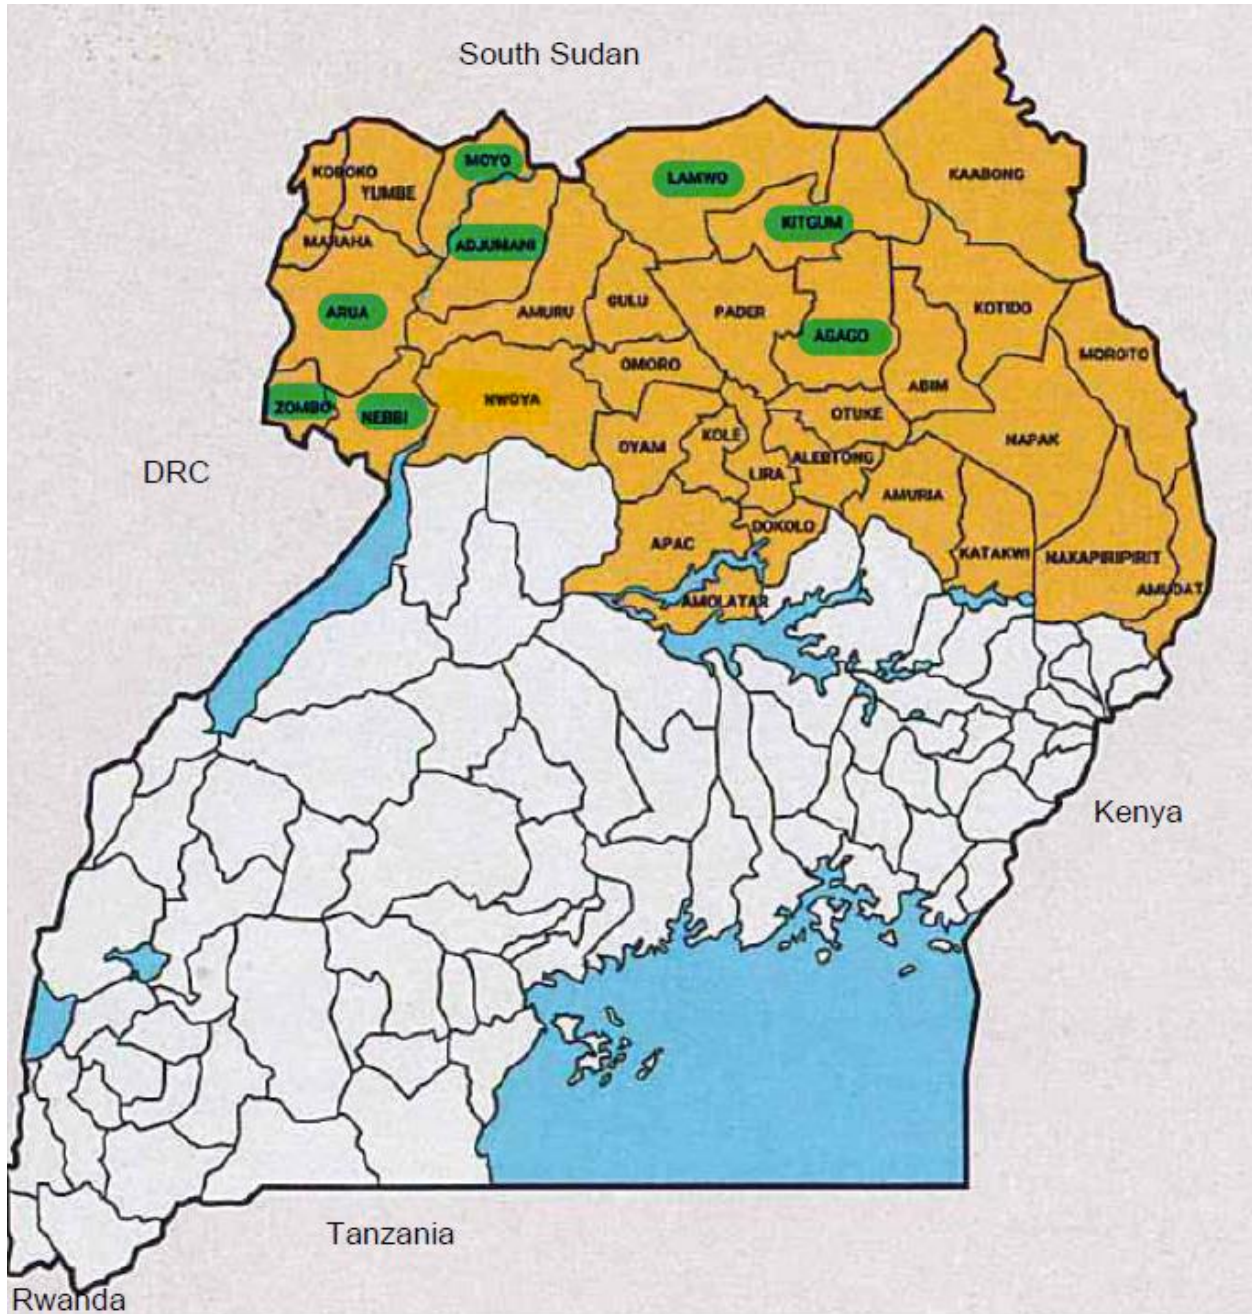 South Sudan
MOYO
KOBOKO
YUMBE
LAMWO
KAABONG
KITGUM
MARAHA
ADJUMANI
ARUA
AMURU
GULU
PADER
KOTIDO
AGAGO
MOROITO
OMORO
ABIM
ZOMBO
NEBBI
NWOYA
OTUKE
KOLE
NAPAK
OYAM
ALEBTONG
LIRA
DRC
AMURIA
DOKOLO
APAC
KATAKWI
NAKAPIRIPIRIT
AMUDAT
AMOLATAR
Kenya
Tanzania
Rwanda